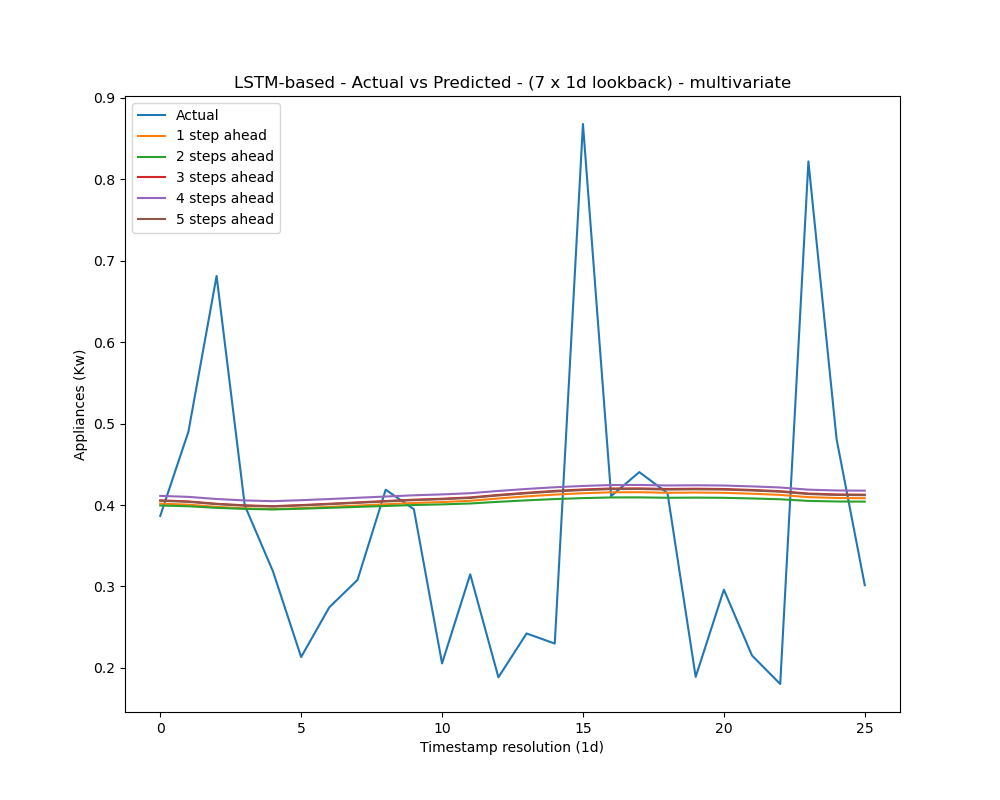 LSTM-based - Actual vs Predicted - (7 x 1d lookback) - multivariate
Actual
1 step ahead
2 steps ahead
3 steps ahead
4 steps ahead
5 steps ahead
0.9
0.8
0.7
0.6
0.5
0.4
0.3
0.2
Appliances (Kw)
0 5 10 15 20 25
Timestamp resolution (1d)